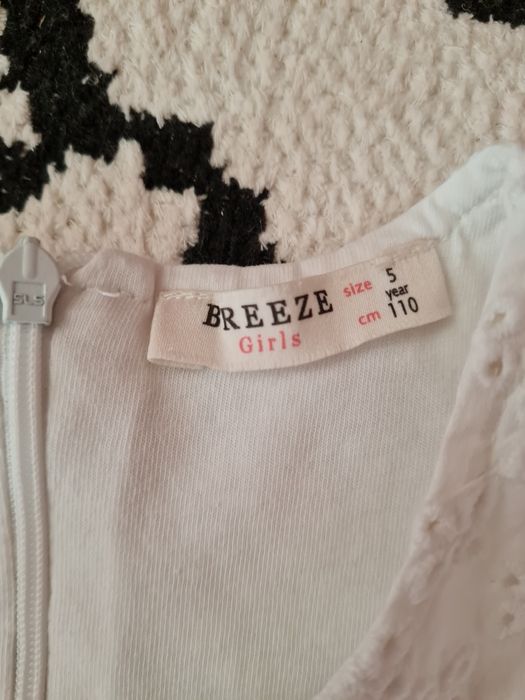 SLS
BREEZE
Girls
size 5
year
cm 110